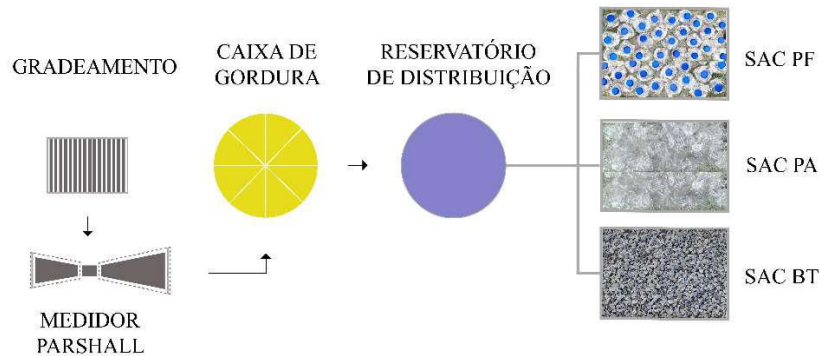 GRADEAMENTO
MEDIDOR
PARSHALL
CAIXA DE
GORDURA
RESERVATÓRIO
DE DISTRIBUIÇÃO
SAC PF
SAC PA
SAC BT